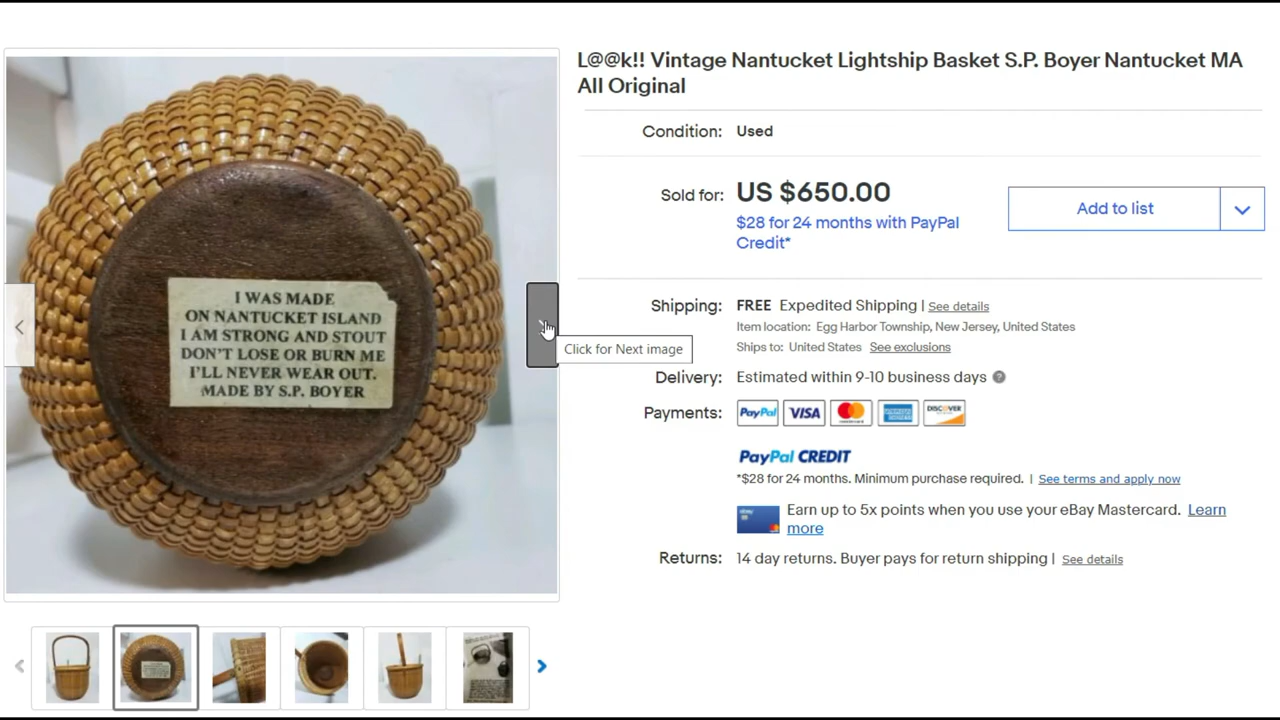 L@@k!! Vintage Nantucket Lightship Basket S.P. Boyer Nantucket MA
All Original
Condition: Used
Sold for: US $650.00
$28 for 24 months with PayPal
Credit*
Add to list
Shipping: FREE Expedited Shipping | See details
Item location: Egg Harbor Township, New Jersey, United States
Ships to: United States See exclusions
Delivery: Estimated within 9-10 business days
Payments: PayPal VISA MasterCard AMERICAN EXPRESS DISCOVER
PayPal CREDIT
*$28 for 24 months. Minimum purchase required. | See terms and apply now
Earn up to 5x points when you use your eBay Mastercard. Learn
more
Returns: 14 day returns. Buyer pays for return shipping | See details
I WAS MADE
ON NANTUCKET ISLAND
I AM STRONG AND STOUT
DON'T LOSE OR BURN ME
I'LL NEVER WEAR OUT.
MADE BY S.P. BOYER
Click for Next image